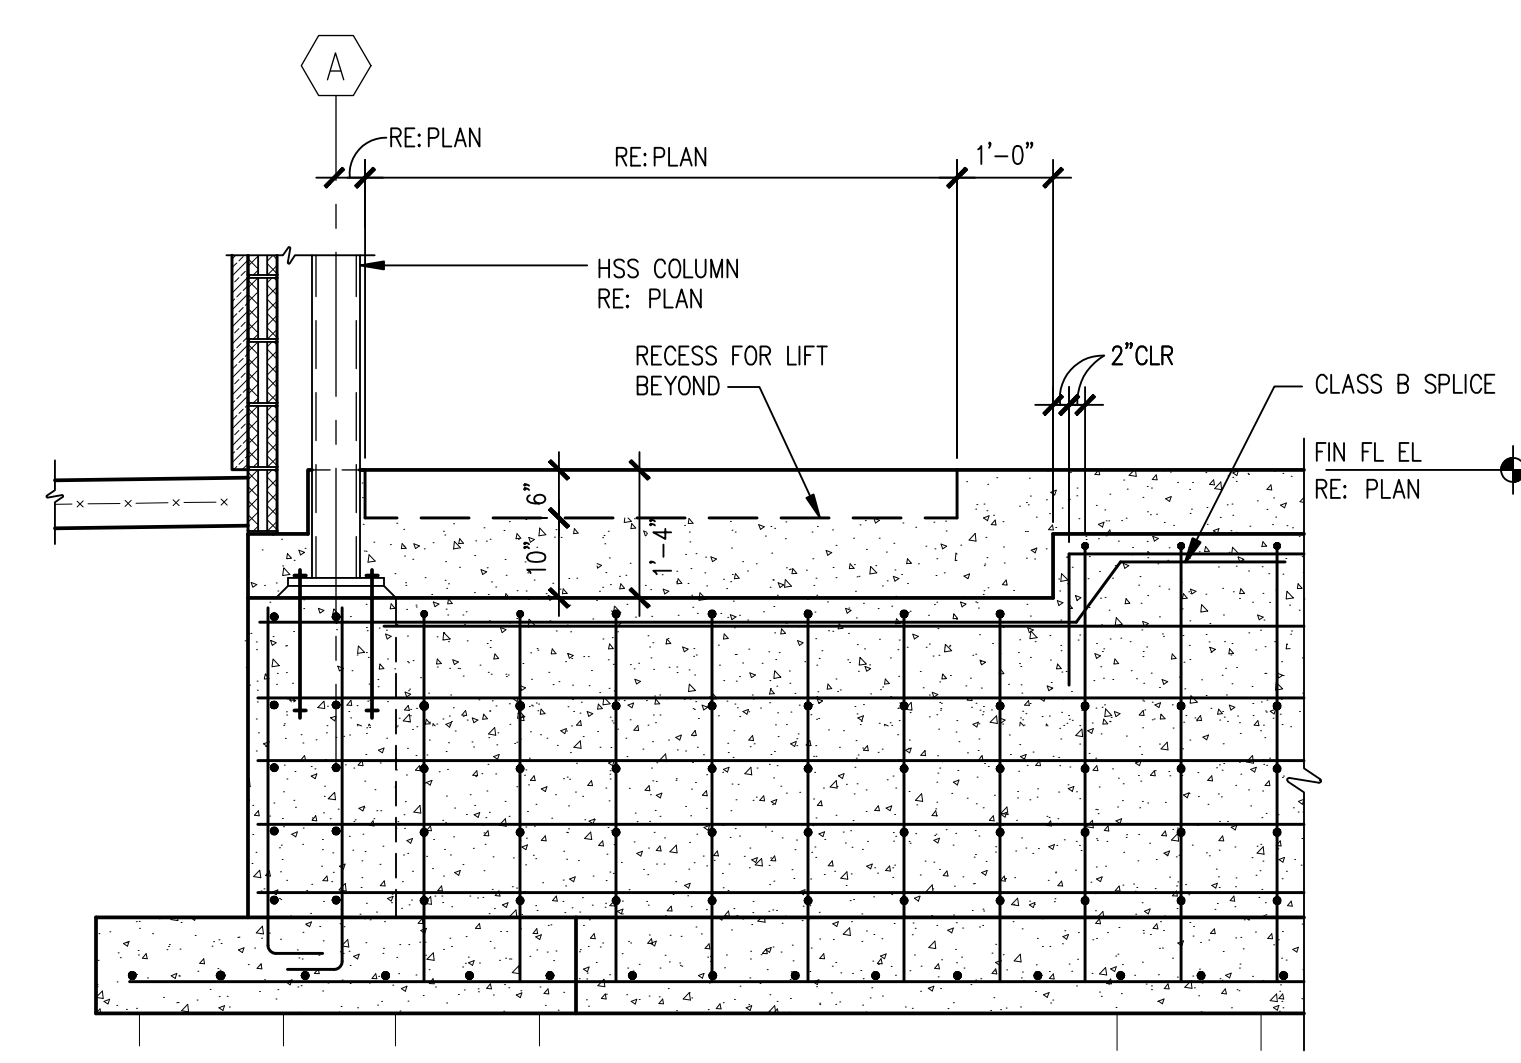 A
RE:PLAN
RE:PLAN
1'-0"
HSS COLUMN
RE: PLAN
RECESS FOR LIFT
BEYOND
2"CLR
CLASS B SPLICE
FIN FL EL
RE: PLAN
6"
10"
1'-4"